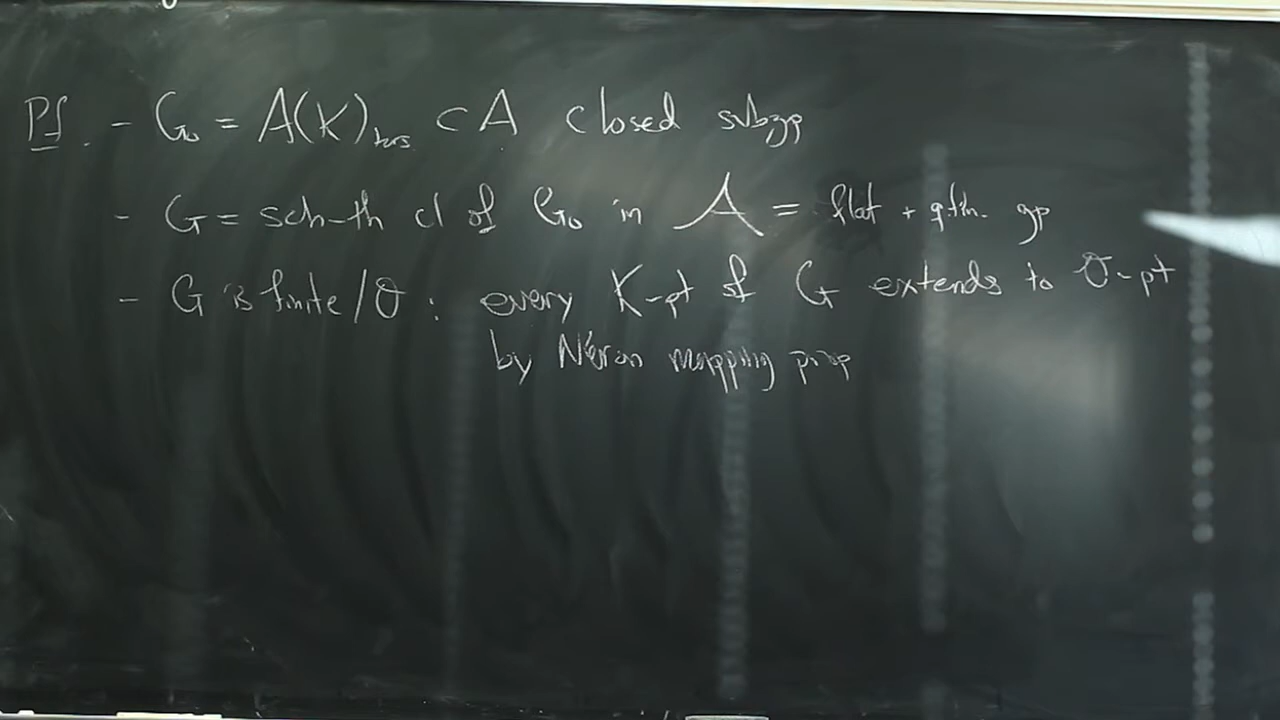 Pf. - G₀ = A(K)tors ⊂ A closed subgp
- G = sch-th cl of G₀ in 𝒜 = flat + qfin. gp
- G is finite/𝒪 : every K-pt of G extends to 𝒪-pt
by Néron mapping prop